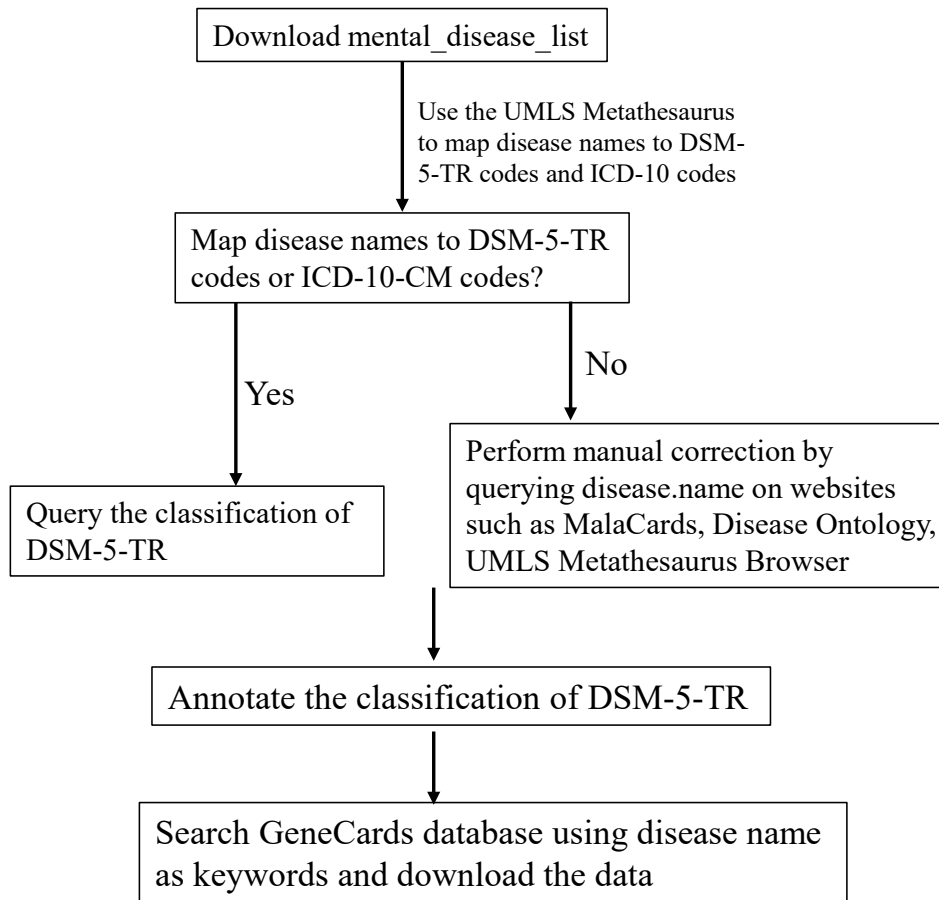 Download mental_disease_list
Use the UMLS Metathesaurus
to map disease names to DSM-
5-TR codes and ICD-10 codes
Map disease names to DSM-5-TR
codes or ICD-10-CM codes?
Yes
No
Query the classification of
DSM-5-TR
Perform manual correction by
querying disease.name on websites
such as MalaCards, Disease Ontology,
UMLS Metathesaurus Browser
Annotate the classification of DSM-5-TR
Search GeneCards database using disease name
as keywords and download the data